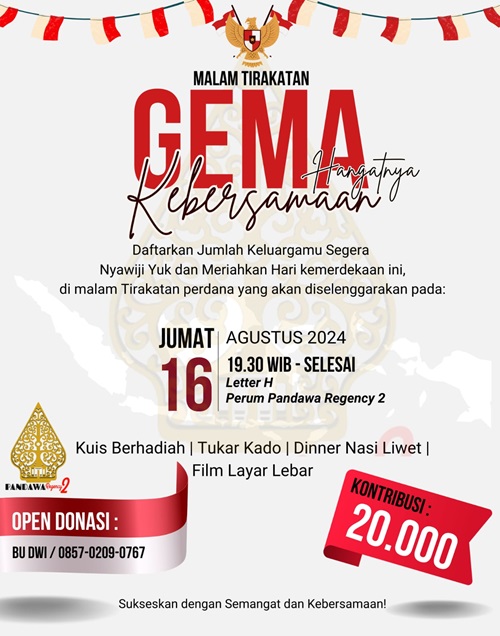 MALAM TIRAKATAN
GEMA
Hangatnya
Kebersamaan
Daftarkan Jumlah Keluargamu Segera
Nyawiji Yuk dan Meriahkan Hari kemerdekaan ini,
di malam Tirakatan perdana yang akan diselenggarakan pada:
JUMAT
16
AGUSTUS 2024
19.30 WIB - SELESAI
Letter H
Perum Pandawa Regency 2
Kuis Berhadiah | Tukar Kado | Dinner Nasi Liwet |
Film Layar Lebar
PANDAWA Regency 2
OPEN DONASI :
BU DWI / 0857-0209-0767
KONTRIBUSI :
20.000
Sukseskan dengan Semangat dan Kebersamaan!